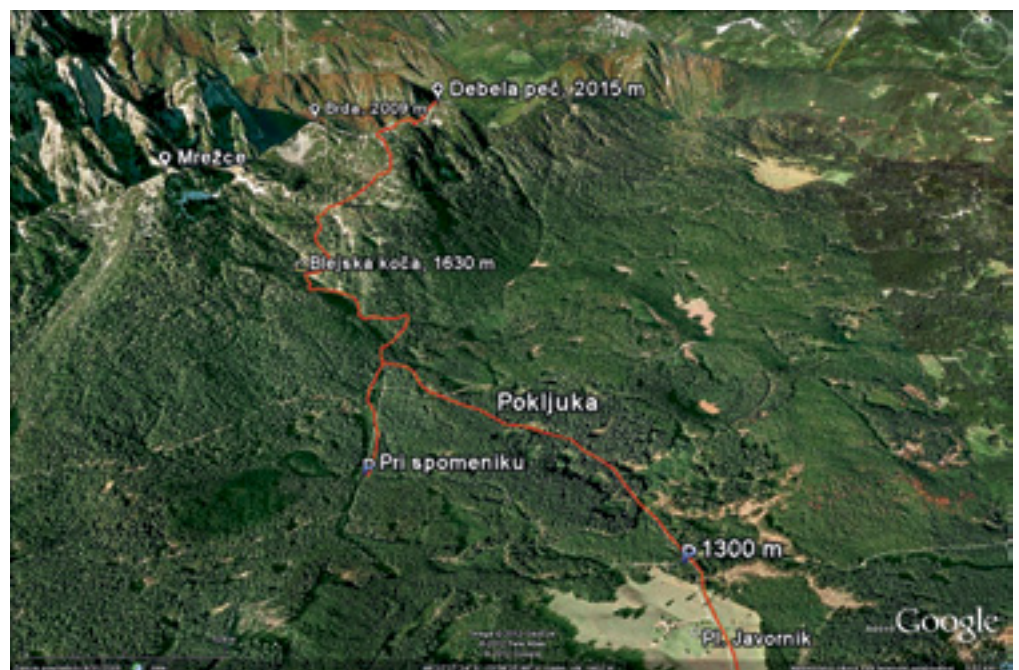 Debela peč, 2015 m
Brda, 2009 m
Mrežce
Blejska koča, 1630 m
Pokljuka
Pri spomeniku
1300 m
Google
Pl. Javornik